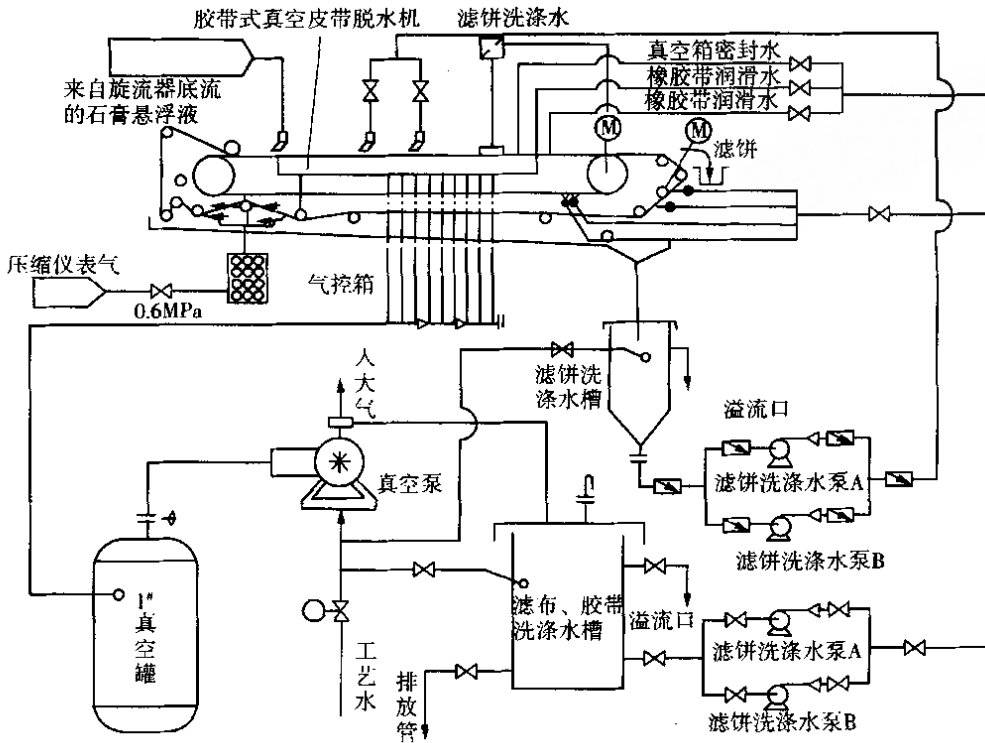 胶带式真空皮带脱水机
滤饼洗涤水
真空箱密封水
橡胶带润滑水
橡胶带润滑水
来自旋流器底流
的石膏悬浮液
M
M
滤饼
压缩仪表气
0.6MPa
气控箱
人
大
气
滤饼洗
涤水槽
溢流口
真空泵
滤饼洗涤水泵A
滤饼洗涤水泵B
1#
真
空
罐
滤布、胶带
洗涤水槽
溢流口
工
艺
水
排
放
管
滤饼洗涤水泵A
滤饼洗涤水泵B